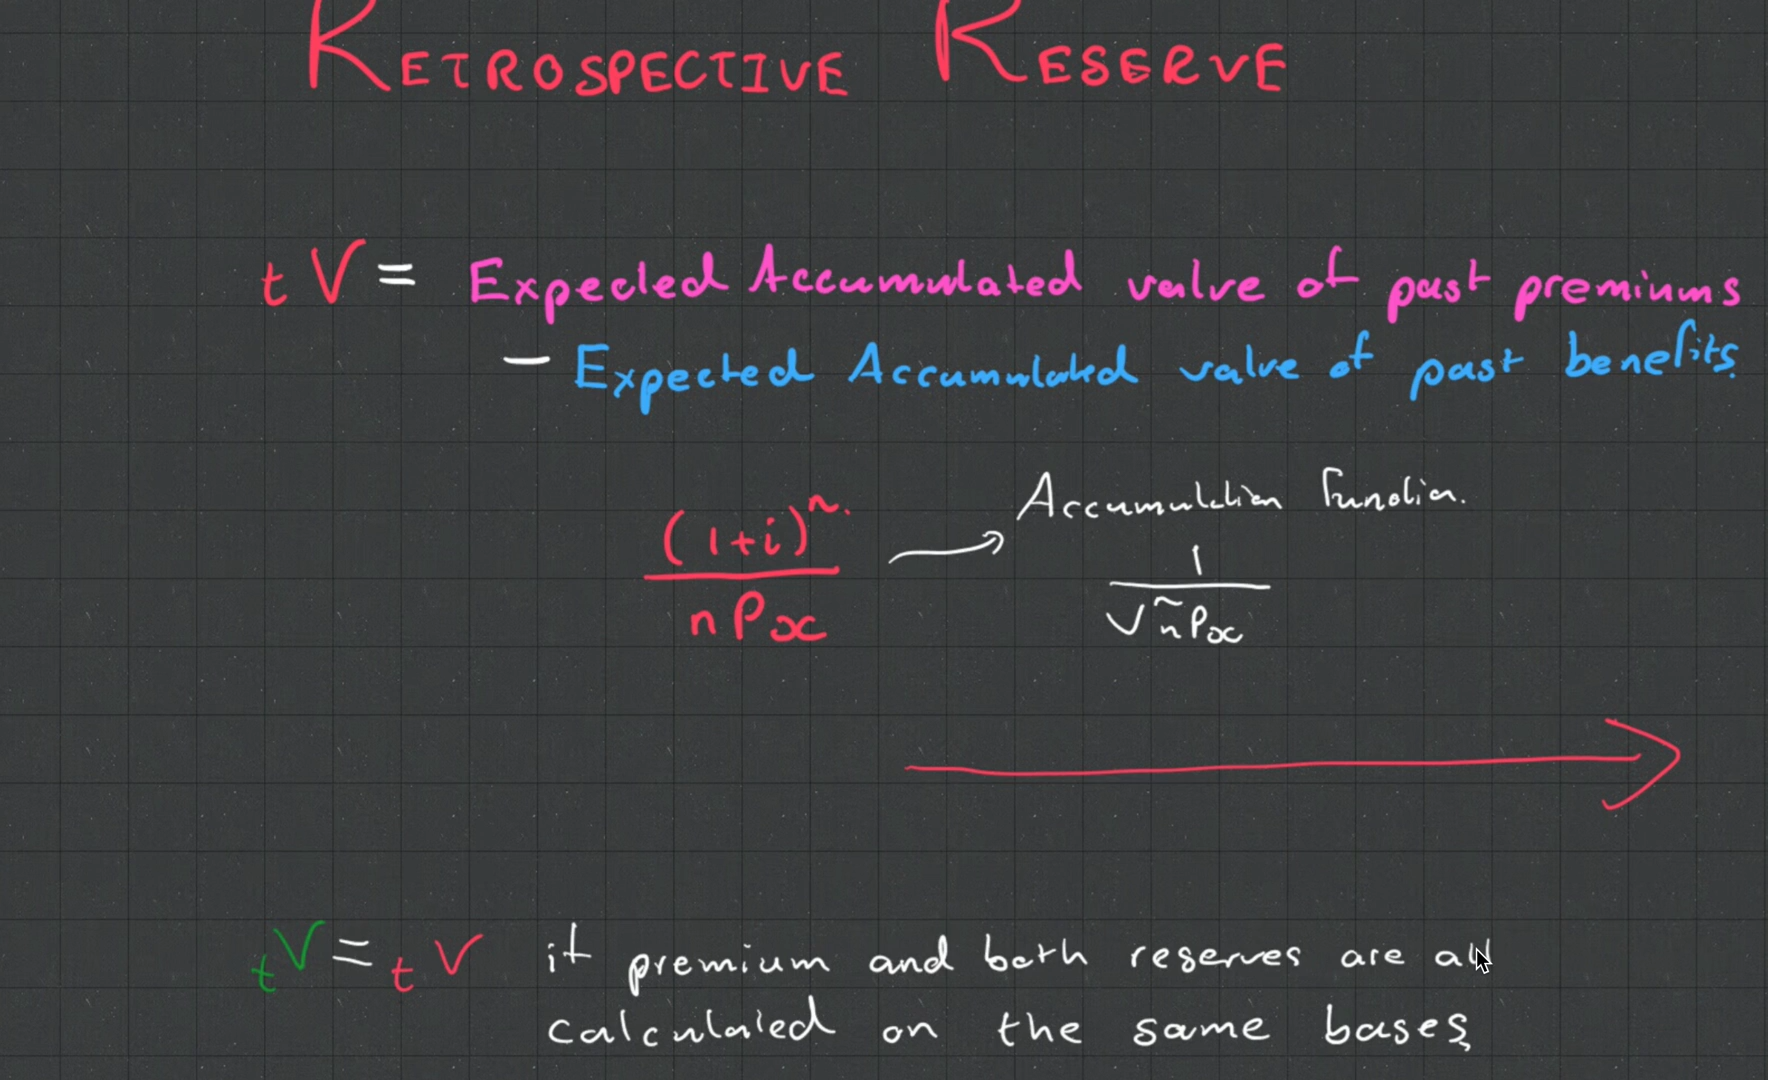 RETROSPECTIVE RESERVE
tV = Expected Accumulated value of past premiums
- Expected Accumulated value of past benefits.
(1+i)^n. / nPx → Accumulation function.
1 / v^n nPx
tV = tV if premium and both reserves are all
calculated on the same bases